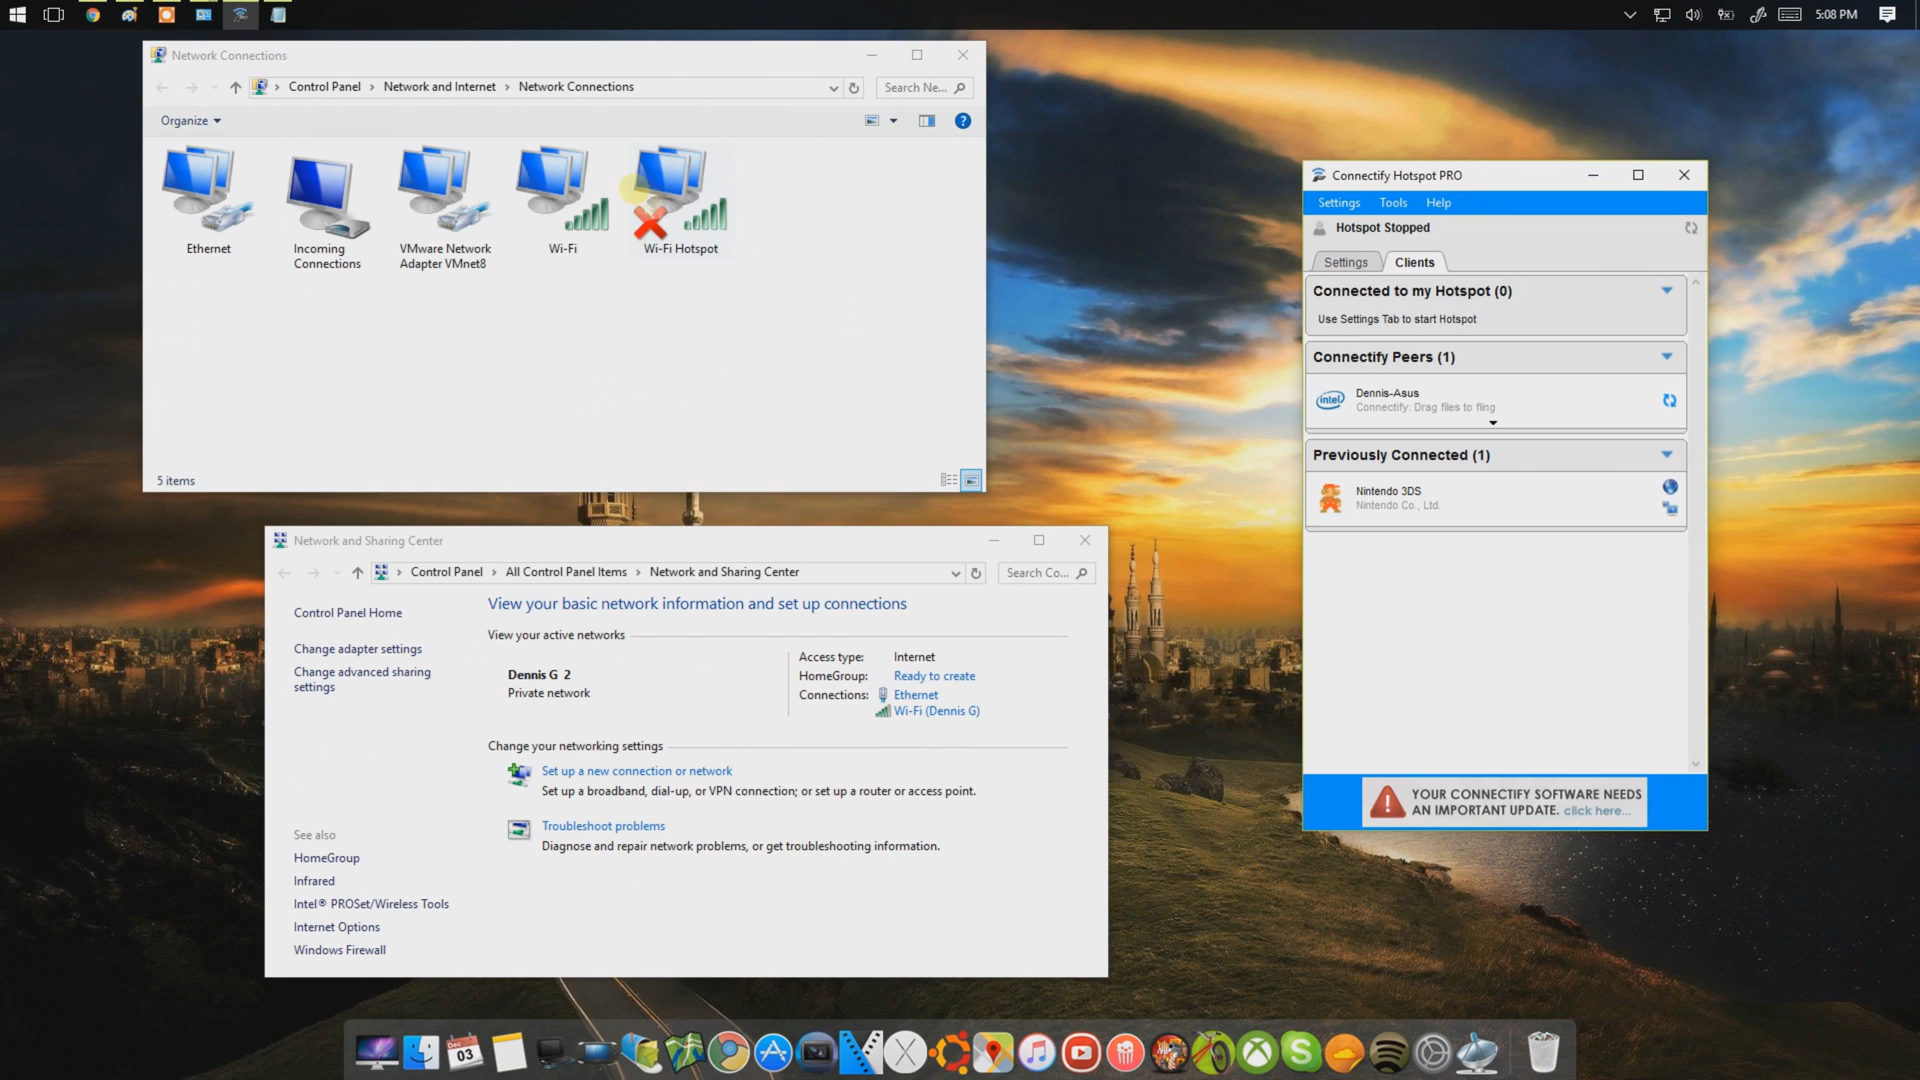 5:08 PM
Network Connections
Control Panel > Network and Internet > Network Connections
Search Ne...
Organize
?
Ethernet
Incoming
Connections
VMware Network
Adapter VMnet8
Wi-Fi
Wi-Fi Hotspot
5 items
Network and Sharing Center
Control Panel > All Control Panel Items > Network and Sharing Center
Search Co...
Control Panel Home
Change adapter settings
Change advanced sharing
settings
See also
HomeGroup
Infrared
Intel® PROSet/Wireless Tools
Internet Options
Windows Firewall
View your basic network information and set up connections
View your active networks
Dennis G 2
Private network
Access type: Internet
HomeGroup: Ready to create
Connections: Ethernet
Wi-Fi (Dennis G)
Change your networking settings
Set up a new connection or network
Set up a broadband, dial-up, or VPN connection; or set up a router or access point.
Troubleshoot problems
Diagnose and repair network problems, or get troubleshooting information.
Connectify Hotspot PRO
Settings Tools Help
Hotspot Stopped
Settings Clients
Connected to my Hotspot (0)
Use Settings Tab to start Hotspot
Connectify Peers (1)
intel
Dennis-Asus
Connectify: Drag files to fling
Previously Connected (1)
Nintendo 3DS
Nintendo Co., Ltd.
YOUR CONNECTIFY SOFTWARE NEEDS
AN IMPORTANT UPDATE. click here...
Dec
03